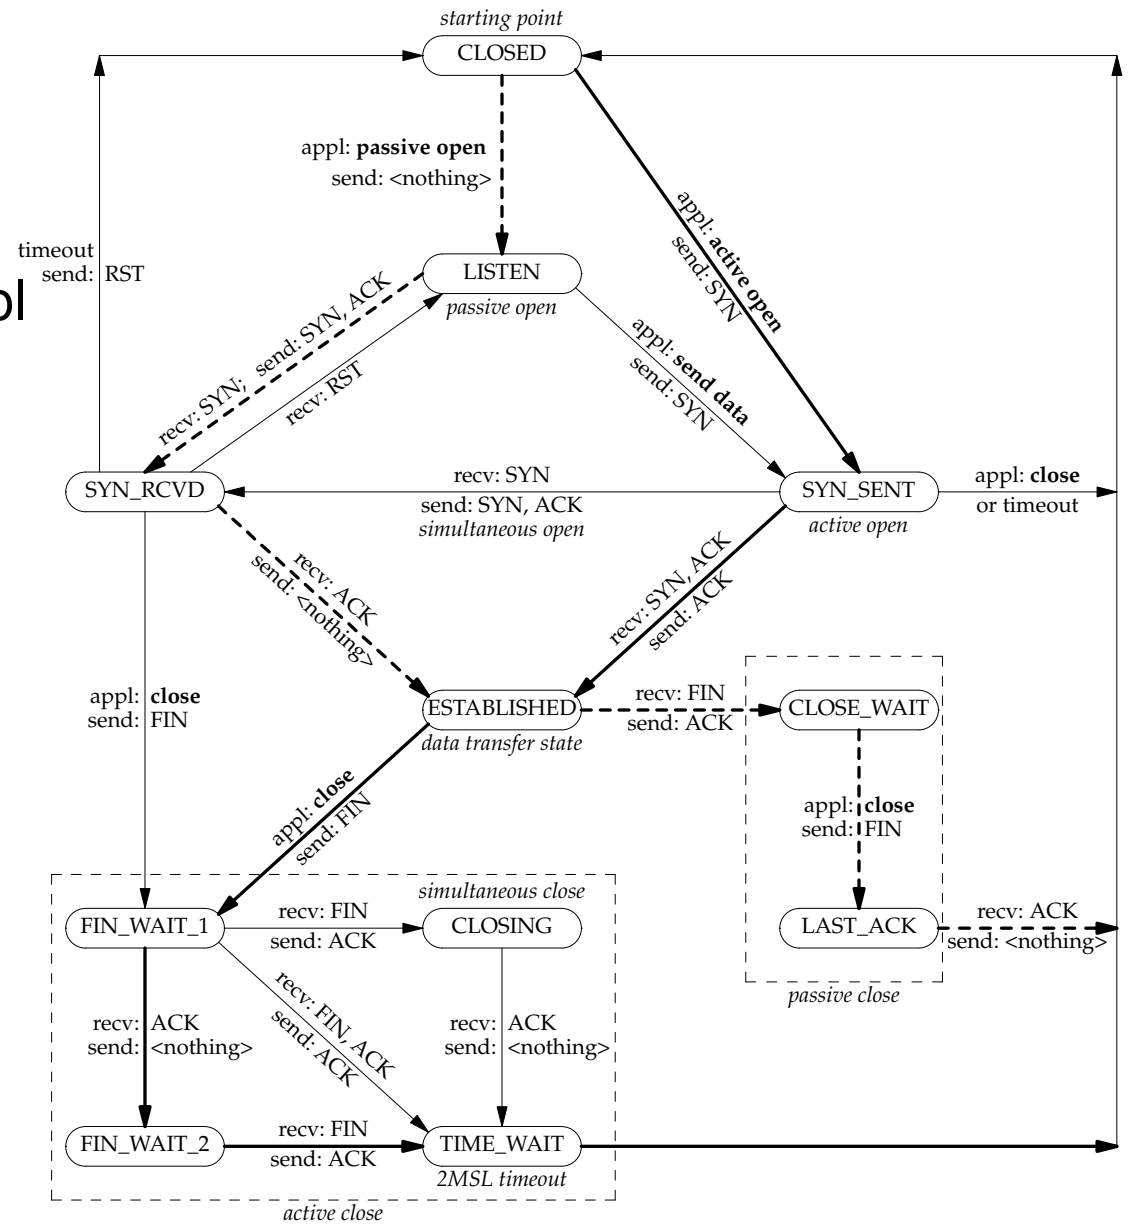 starting point
CLOSED
appl: passive open
send: <nothing>
appl: active open
send: SYN
timeout
send: RST
ol
LISTEN
passive open
recv: SYN; send: SYN, ACK
recv: RST
appl: send data
send: SYN
SYN_RCVD
recv: SYN
send: SYN, ACK
simultaneous open
SYN_SENT
active open
appl: close
or timeout
recv: ACK
send: <nothing>
recv: SYN, ACK
send: ACK
appl: close
send: FIN
ESTABLISHED
data transfer state
recv: FIN
send: ACK
CLOSE_WAIT
appl: close
send: FIN
appl: close
send: FIN
simultaneous close
FIN_WAIT_1
recv: FIN
send: ACK
CLOSING
LAST_ACK
recv: ACK
send: <nothing>
passive close
recv: ACK
send: <nothing>
recv: FIN, ACK
send: ACK
recv: ACK
send: <nothing>
FIN_WAIT_2
recv: FIN
send: ACK
TIME_WAIT
2MSL timeout
active close